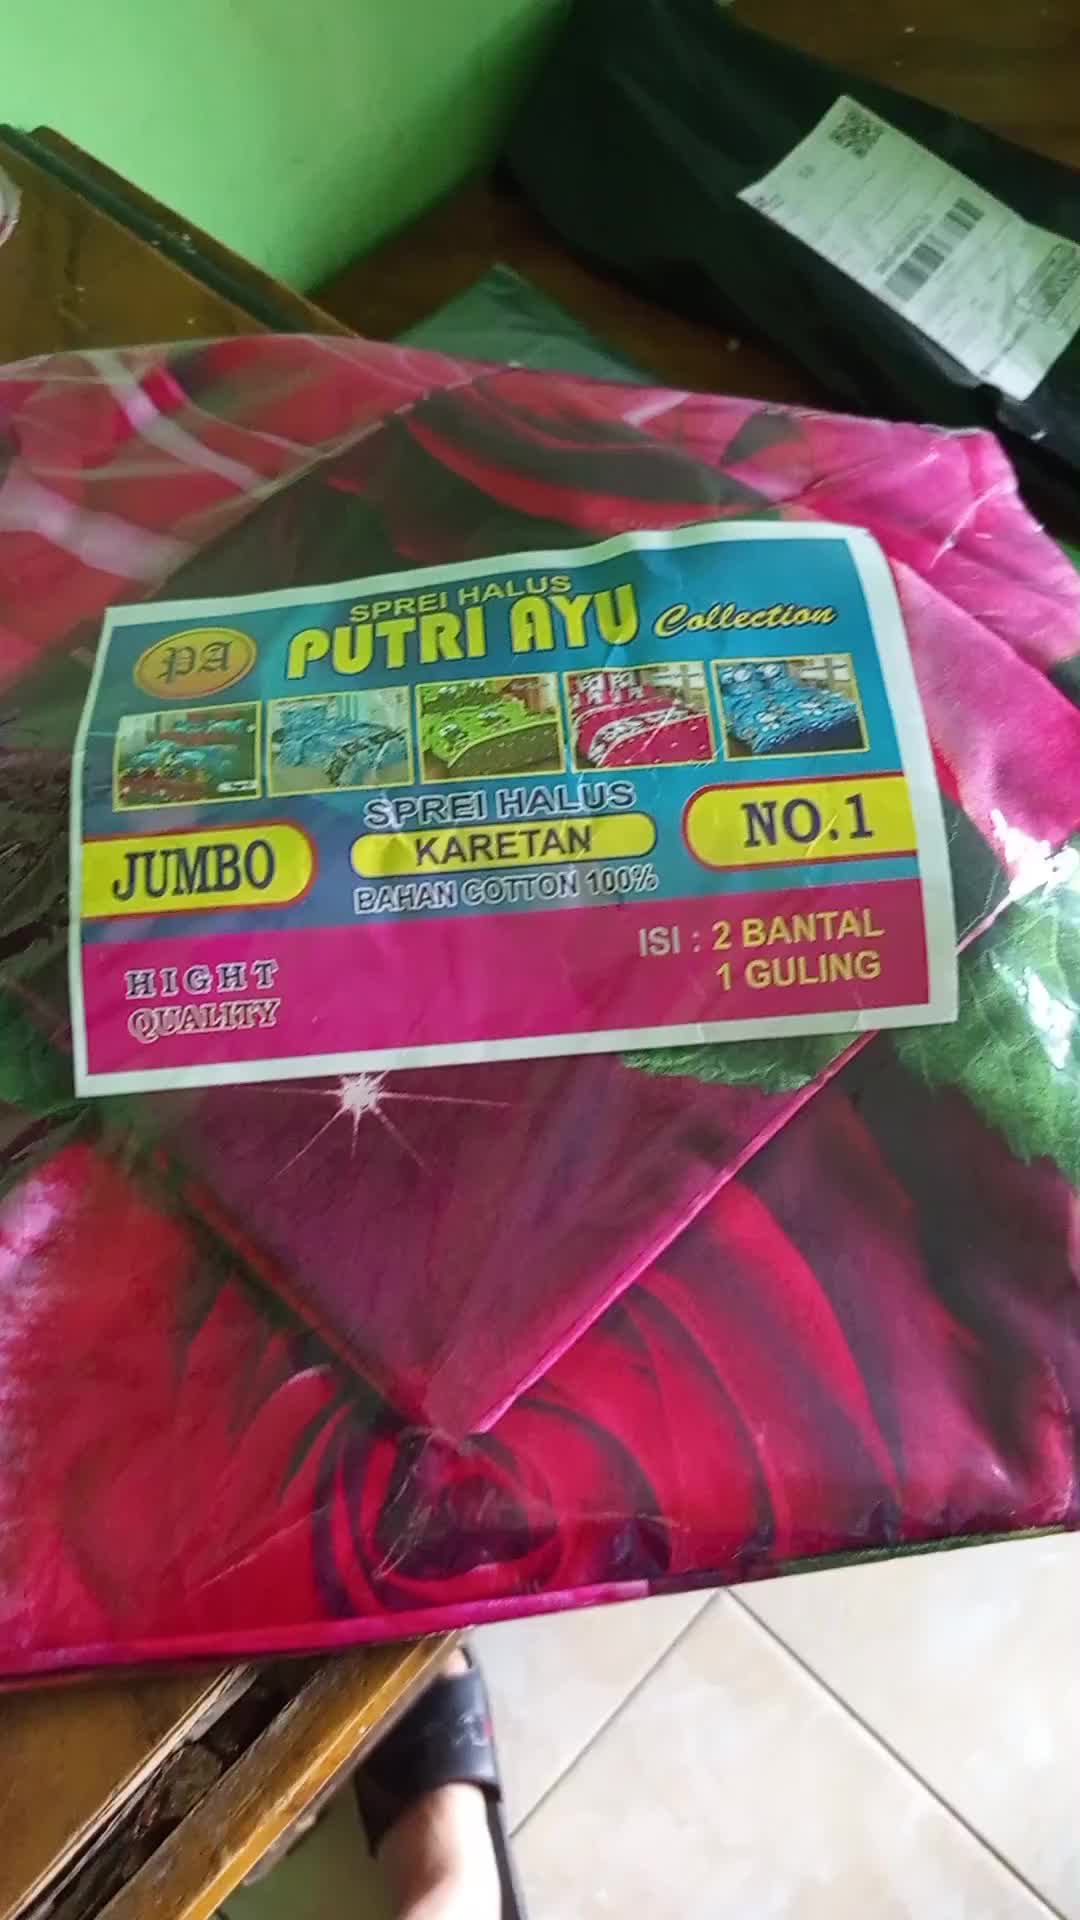 SPREI HALUS
PUTRI AYU Collection
PA
SPREI HALUS
JUMBO
KARETAN
NO.1
BAHAN COTTON 100%
HIGHT
QUALITY
ISI : 2 BANTAL
1 GULING